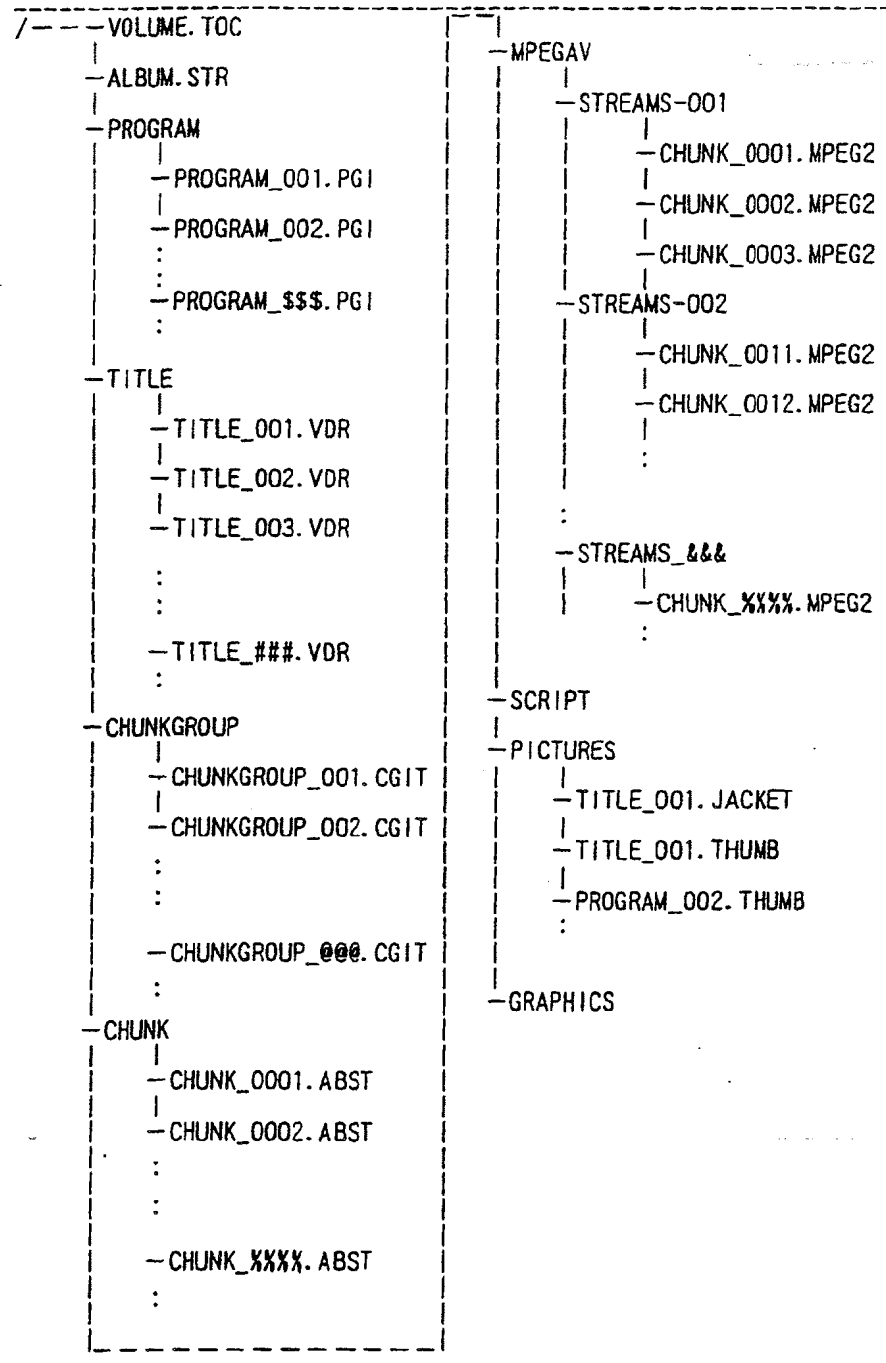 /---VOLUME.TOC
ALBUM.STR
PROGRAM
PROGRAM_001.PGI
PROGRAM_002.PGI
PROGRAM_$$$.PGI
TITLE
TITLE_001.VDR
TITLE_002.VDR
TITLE_003.VDR
TITLE_###.VDR
CHUNKGROUP
CHUNKGROUP_001.CGIT
CHUNKGROUP_002.CGIT
CHUNKGROUP_@@@.CGIT
CHUNK
CHUNK_0001.ABST
CHUNK_0002.ABST
CHUNK_%%%%.ABST
MPEGAV
STREAMS-001
CHUNK_0001.MPEG2
CHUNK_0002.MPEG2
CHUNK_0003.MPEG2
STREAMS-002
CHUNK_0011.MPEG2
CHUNK_0012.MPEG2
STREAMS_&&&
CHUNK_%%%%.MPEG2
SCRIPT
PICTURES
TITLE_001.JACKET
TITLE_001.THUMB
PROGRAM_002.THUMB
GRAPHICS